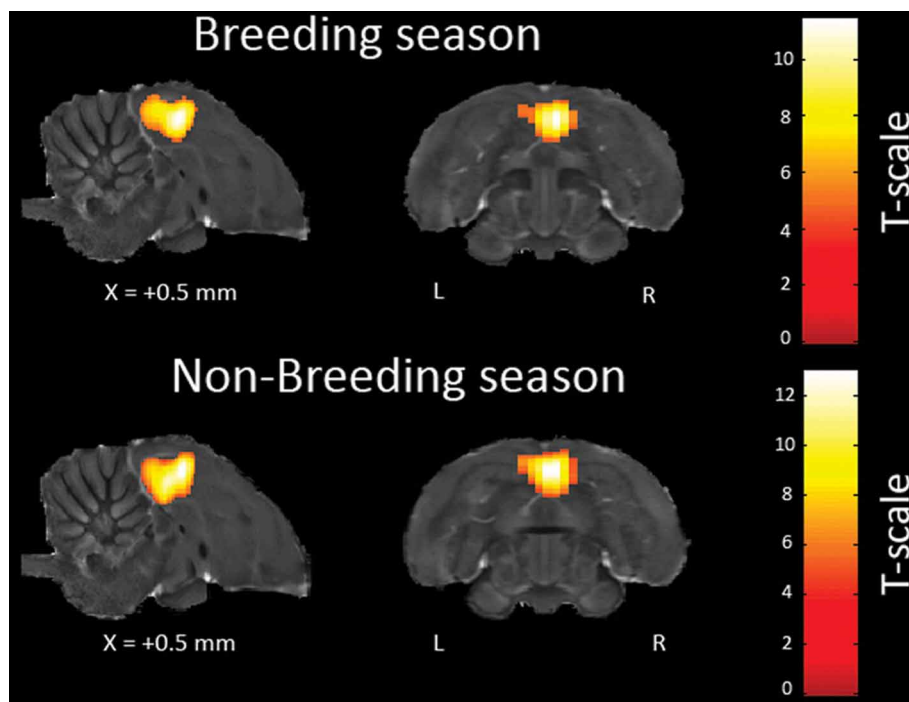 Breeding season
10
8
6
4
2
0
T-scale
X = +0.5 mm
L
R
Non-Breeding season
12
10
8
6
4
2
0
T-scale
X = +0.5 mm
L
R